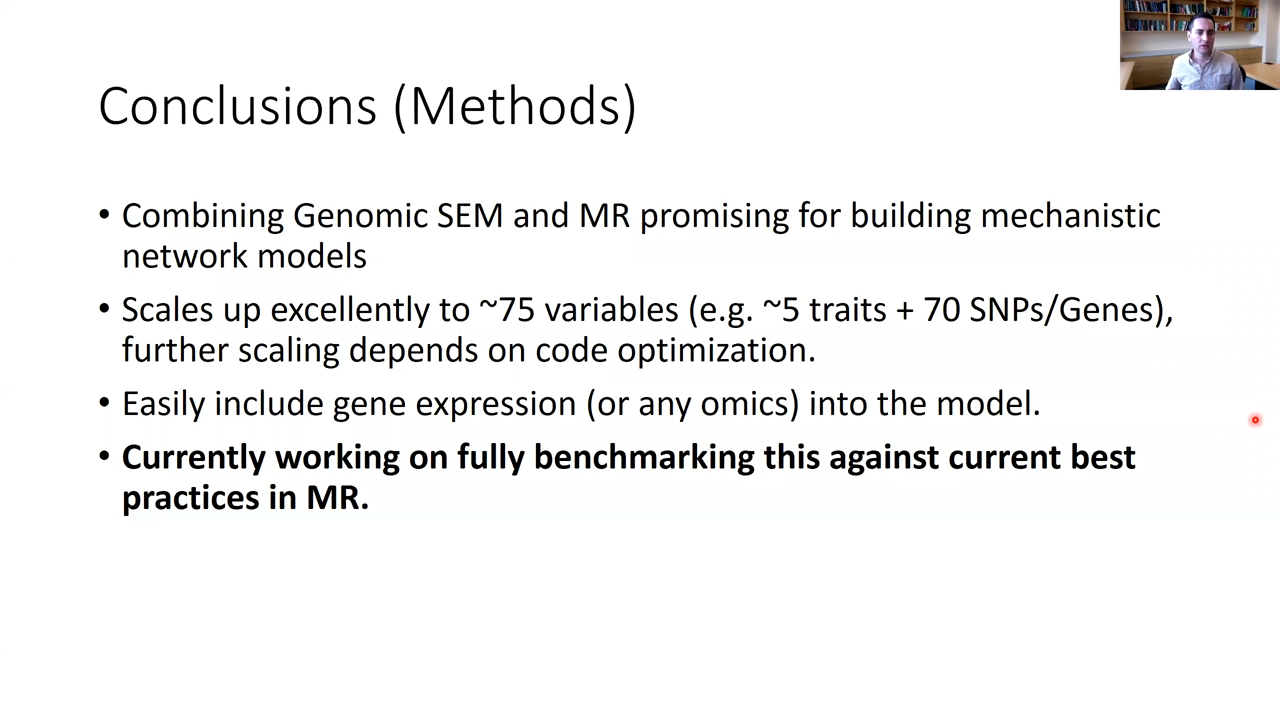 Conclusions (Methods)
• Combining Genomic SEM and MR promising for building mechanistic
network models
• Scales up excellently to ~75 variables (e.g. ~5 traits + 70 SNPs/Genes),
further scaling depends on code optimization.
• Easily include gene expression (or any omics) into the model.
• Currently working on fully benchmarking this against current best
practices in MR.